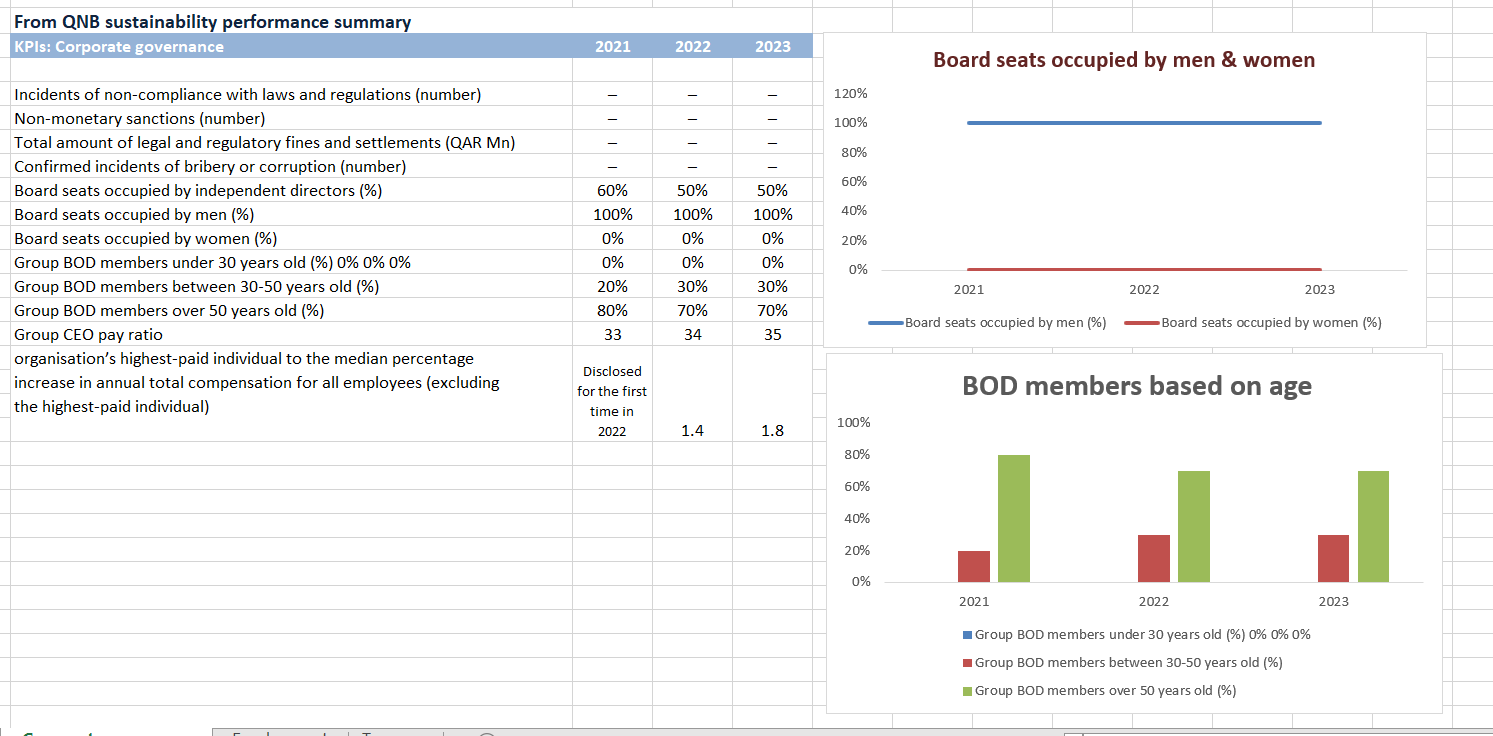 From QNB sustainability performance summary
KPIs: Corporate governance 2021 2022 2023
Incidents of non-compliance with laws and regulations (number) – – –
Non-monetary sanctions (number) – – –
Total amount of legal and regulatory fines and settlements (QAR Mn) – – –
Confirmed incidents of bribery or corruption (number) – – –
Board seats occupied by independent directors (%) 60% 50% 50%
Board seats occupied by men (%) 100% 100% 100%
Board seats occupied by women (%) 0% 0% 0%
Group BOD members under 30 years old (%) 0% 0% 0% 0% 0% 0%
Group BOD members between 30-50 years old (%) 20% 30% 30%
Group BOD members over 50 years old (%) 80% 70% 70%
Group CEO pay ratio 33 34 35
organisation’s highest-paid individual to the median percentage
increase in annual total compensation for all employees (excluding
the highest-paid individual)
Disclosed
for the first
time in
2022 1.4 1.8
Board seats occupied by men & women
120%
100%
80%
60%
40%
20%
0%
2021 2022 2023
Board seats occupied by men (%) Board seats occupied by women (%)
BOD members based on age
100%
80%
60%
40%
20%
0%
2021 2022 2023
Group BOD members under 30 years old (%) 0% 0% 0%
Group BOD members between 30-50 years old (%)
Group BOD members over 50 years old (%)